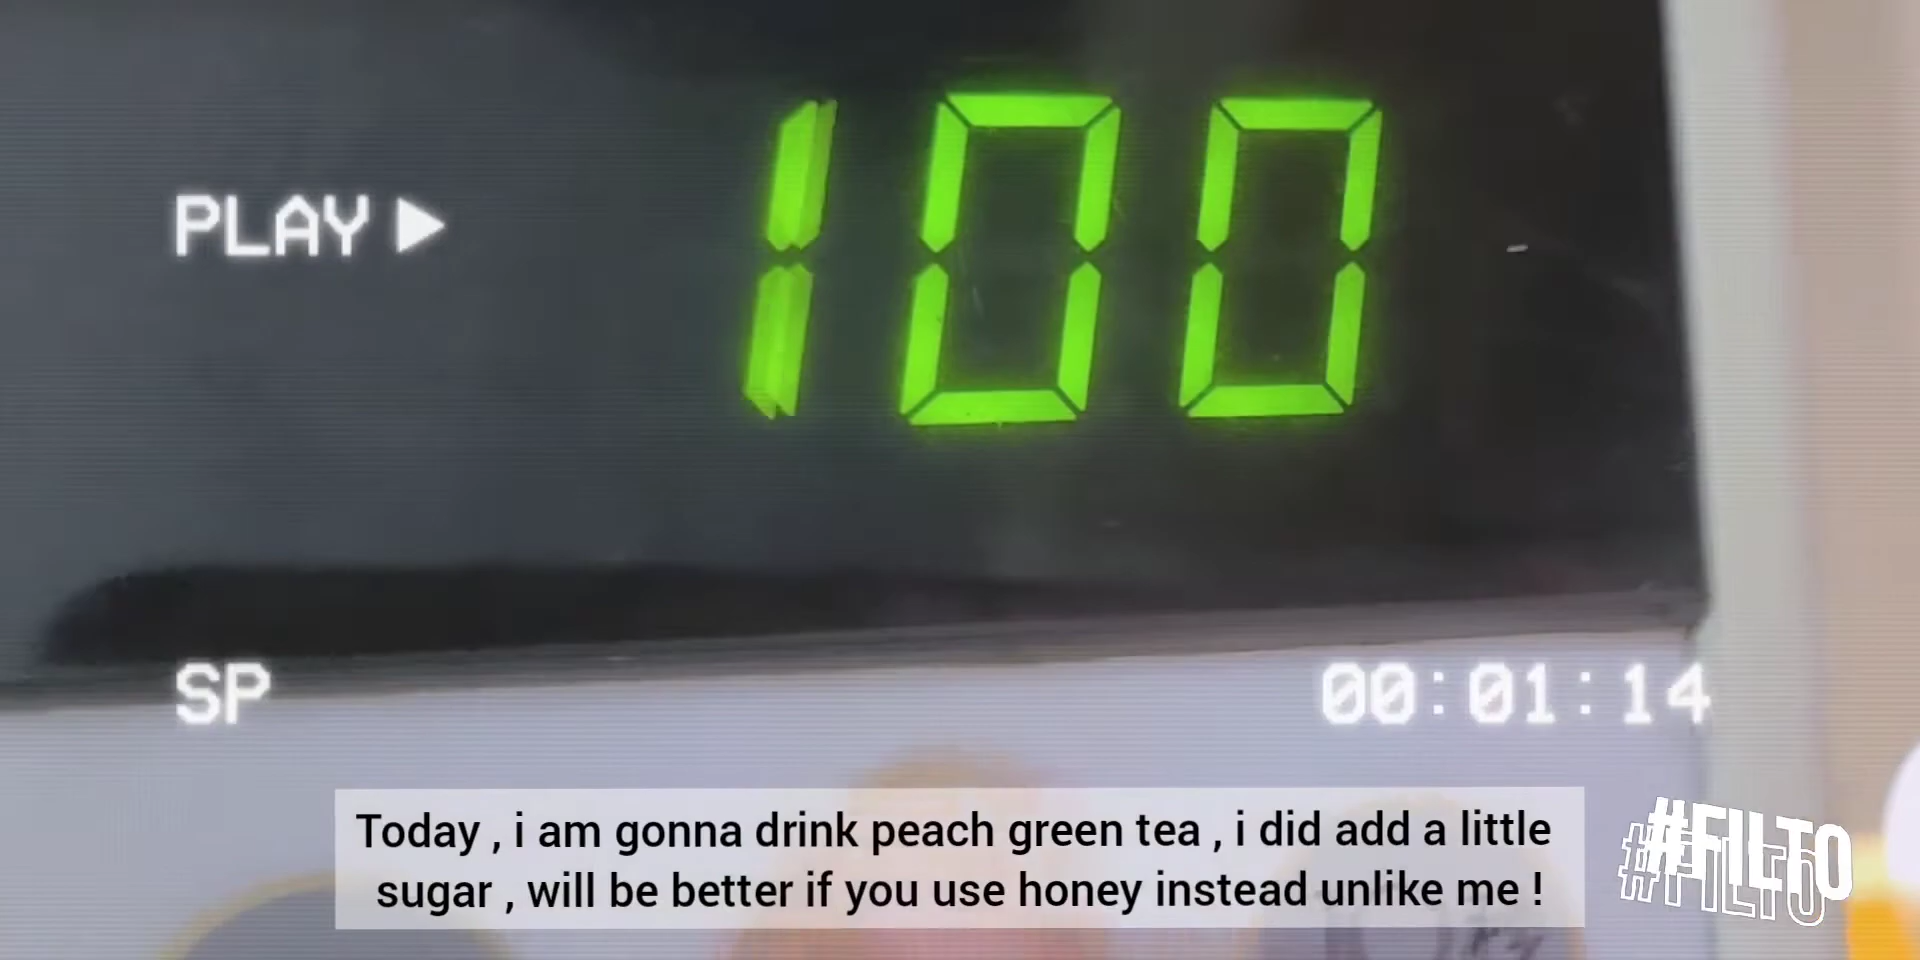 100
PLAY
SP
00:01:14
Today , i am gonna drink peach green tea , i did add a little
sugar , will be better if you use honey instead unlike me !
#FILTO